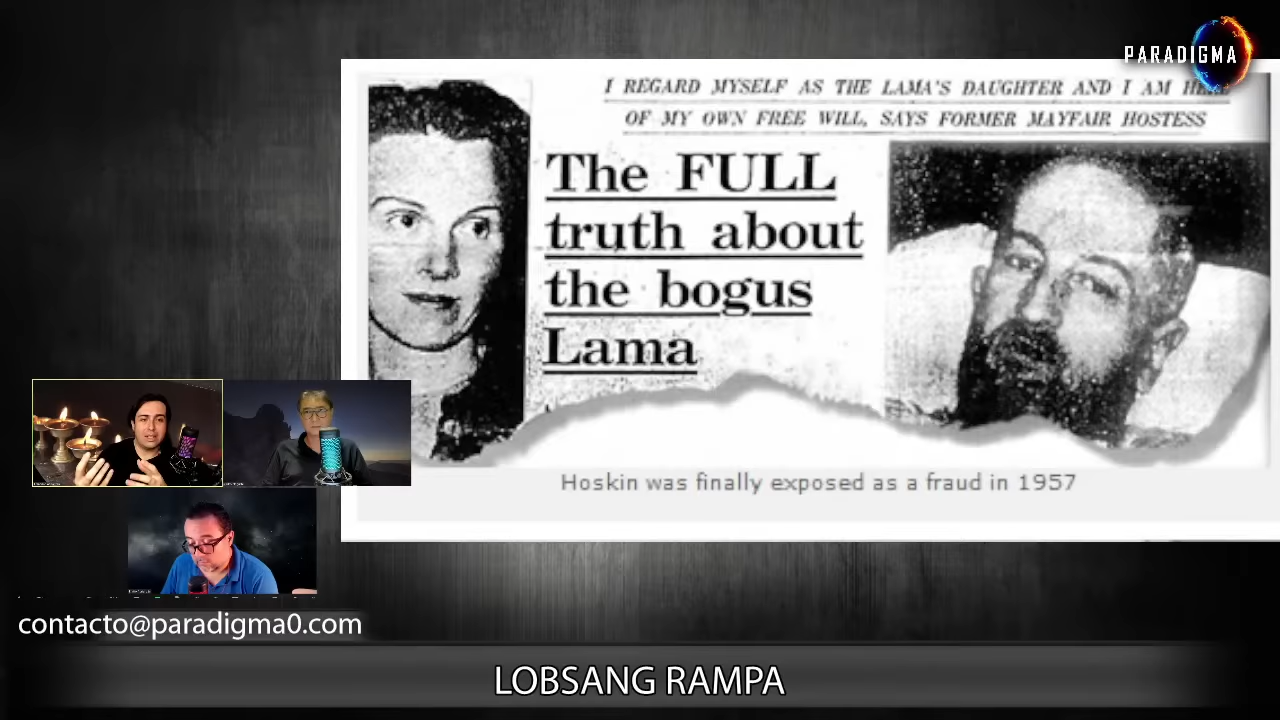 PARADIGMA
I REGARD MYSELF AS THE LAMA'S DAUGHTER AND I AM
OF MY OWN FREE WILL, SAYS FORMER MAYFAIR HOSTESS
The FULL
truth about
the bogus
Lama
Hoskin was finally exposed as a fraud in 1957
contacto@paradigma0.com
LOBSANG RAMPA